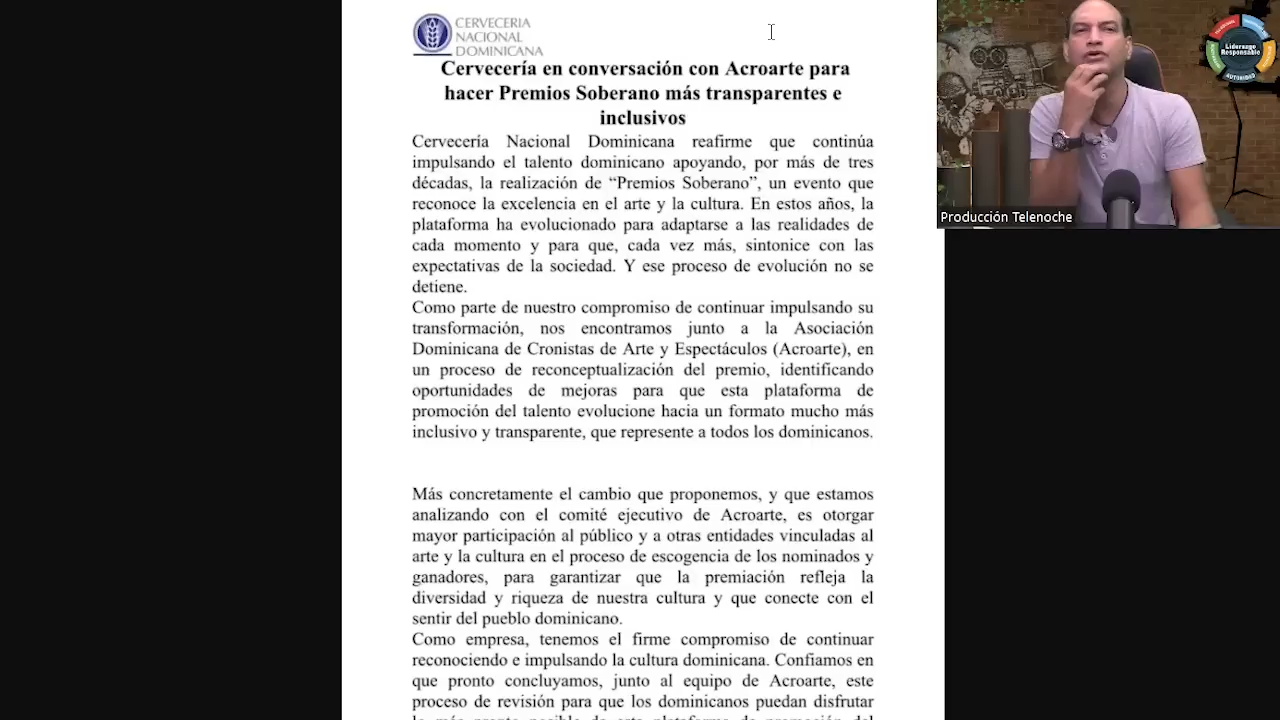 CERVECERIA
NACIONAL
DOMINICANA
Cervecería en conversación con Acroarte para
hacer Premios Soberano más transparentes e
inclusivos
Cervecería Nacional Dominicana reafirme que continúa
impulsando el talento dominicano apoyando, por más de tres
décadas, la realización de “Premios Soberano”, un evento que
reconoce la excelencia en el arte y la cultura. En estos años, la
plataforma ha evolucionado para adaptarse a las realidades de
cada momento y para que, cada vez más, sintonice con las
expectativas de la sociedad. Y ese proceso de evolución no se
detiene.
Como parte de nuestro compromiso de continuar impulsando su
transformación, nos encontramos junto a la Asociación
Dominicana de Cronistas de Arte y Espectáculos (Acroarte), en
un proceso de reconceptualización del premio, identificando
oportunidades de mejoras para que esta plataforma de
promoción del talento evolucione hacia un formato mucho más
inclusivo y transparente, que represente a todos los dominicanos.
Más concretamente el cambio que proponemos, y que estamos
analizando con el comité ejecutivo de Acroarte, es otorgar
mayor participación al público y a otras entidades vinculadas al
arte y la cultura en el proceso de escogencia de los nominados y
ganadores, para garantizar que la premiación refleja la
diversidad y riqueza de nuestra cultura y que conecte con el
sentir del pueblo dominicano.
Como empresa, tenemos el firme compromiso de continuar
reconociendo e impulsando la cultura dominicana. Confiamos en
que pronto concluyamos, junto al equipo de Acroarte, este
proceso de revisión para que los dominicanos puedan disfrutar
Producción Telenoche
Liderazgo
Responsable
AUTORIDAD